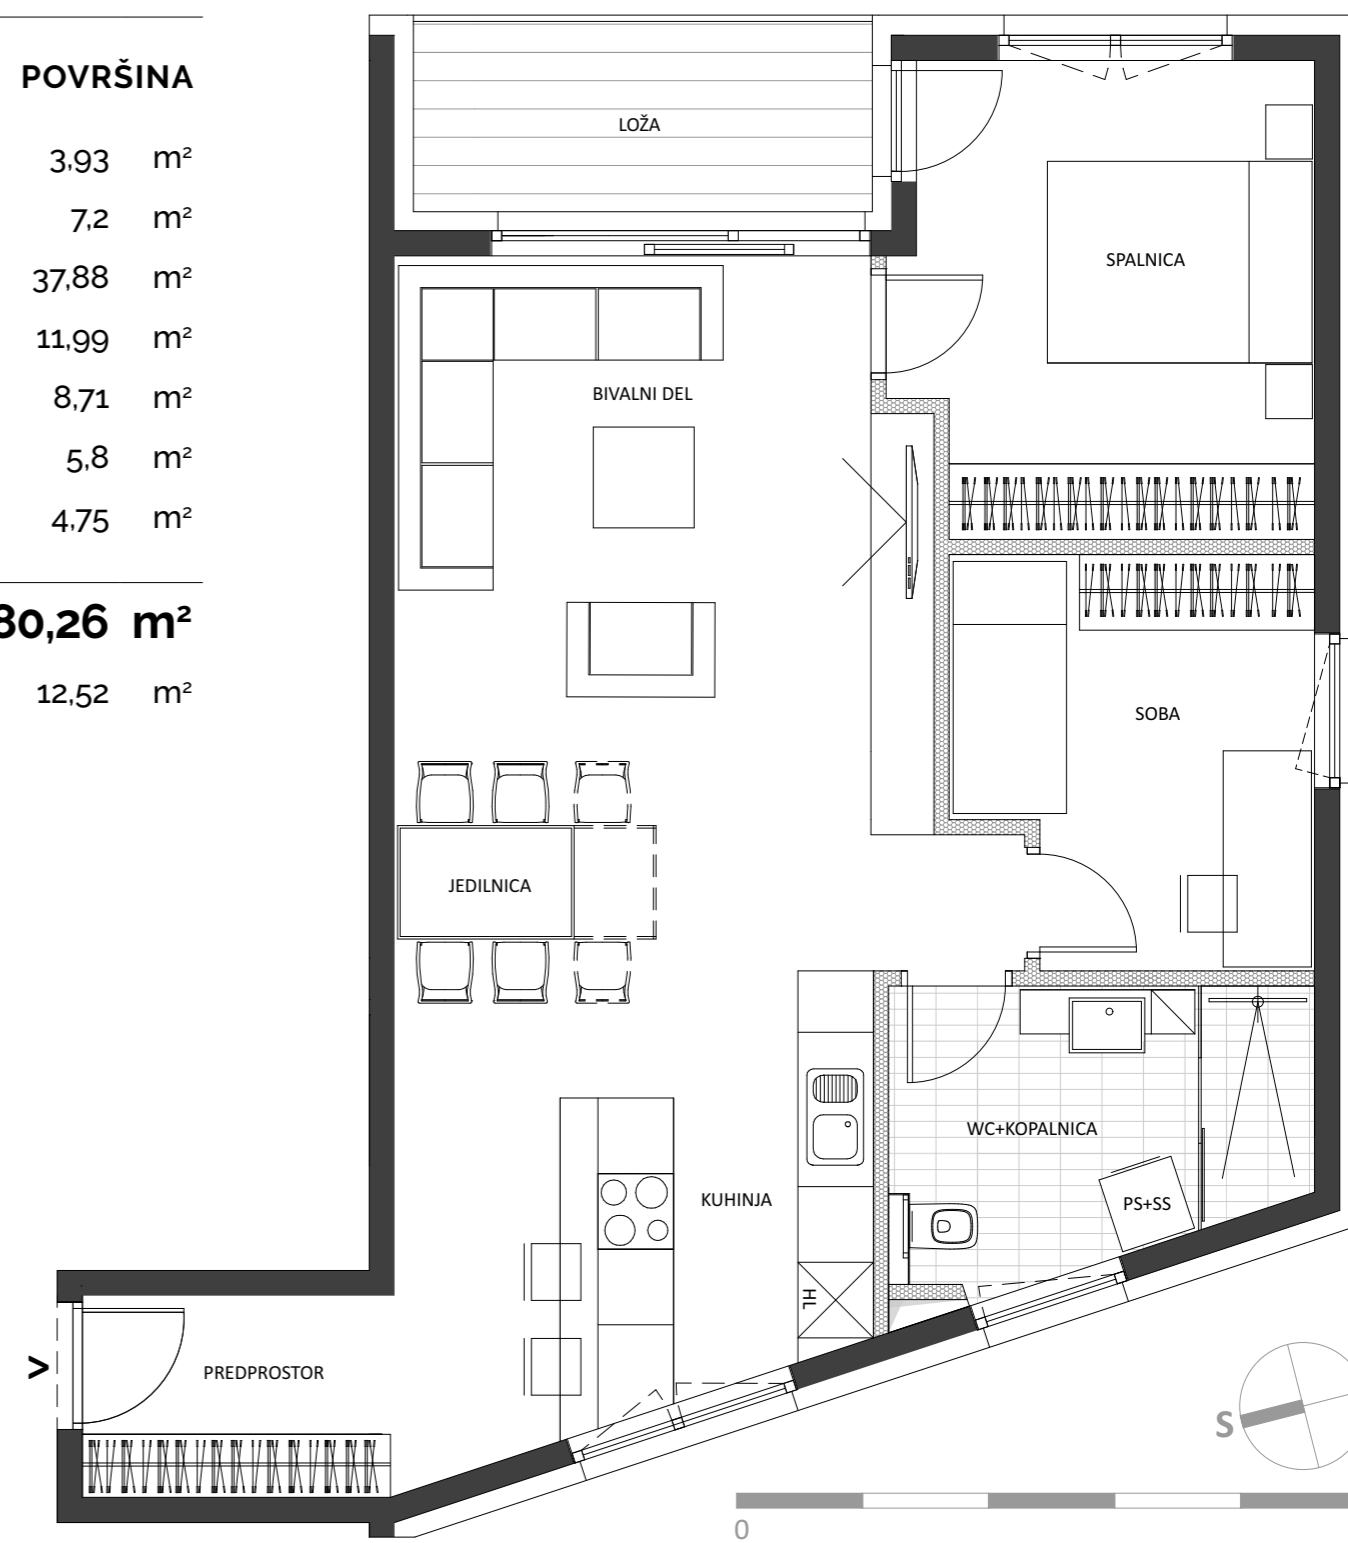 POVRŠINA
3,93 m²
7,2 m²
37,88 m²
11,99 m²
8,71 m²
5,8 m²
4,75 m²
80,26 m²
12,52 m²
LOŽA
SPALNICA
BIVALNI DEL
SOBA
JEDILNICA
WC+KOPALNICA
KUHINJA
PS+SS
HL
PREDPROSTOR
V
S
0